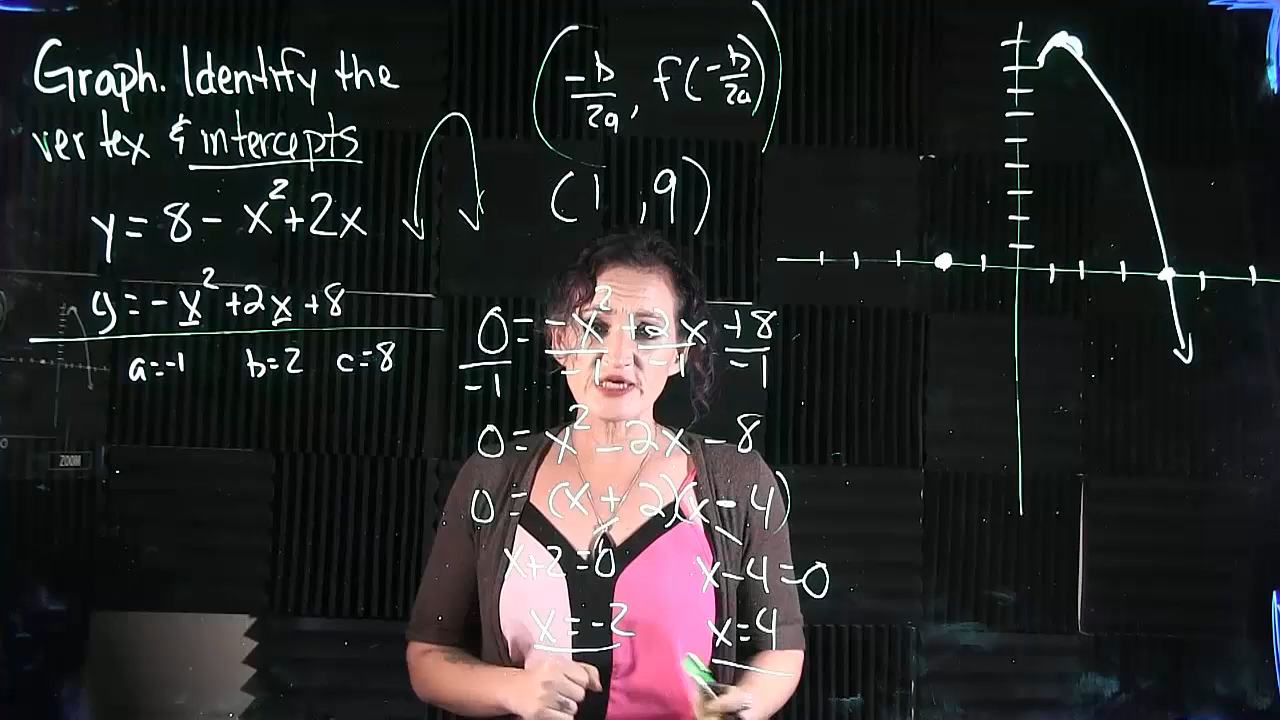 Graph. Identify the
vertex & intercepts
y = 8 - x² + 2x
y = -x² + 2x + 8
a=-1 b=2 c=8
(-b/2a, f(-b/2a))
(1, 9)
0/-1 = -x²/-1 + 2x/-1 + 8/-1
0 = x² - 2x - 8
0 = (x + 2)(x - 4)
x+2=0 x-4=0
x=-2 x=4
ZOOM